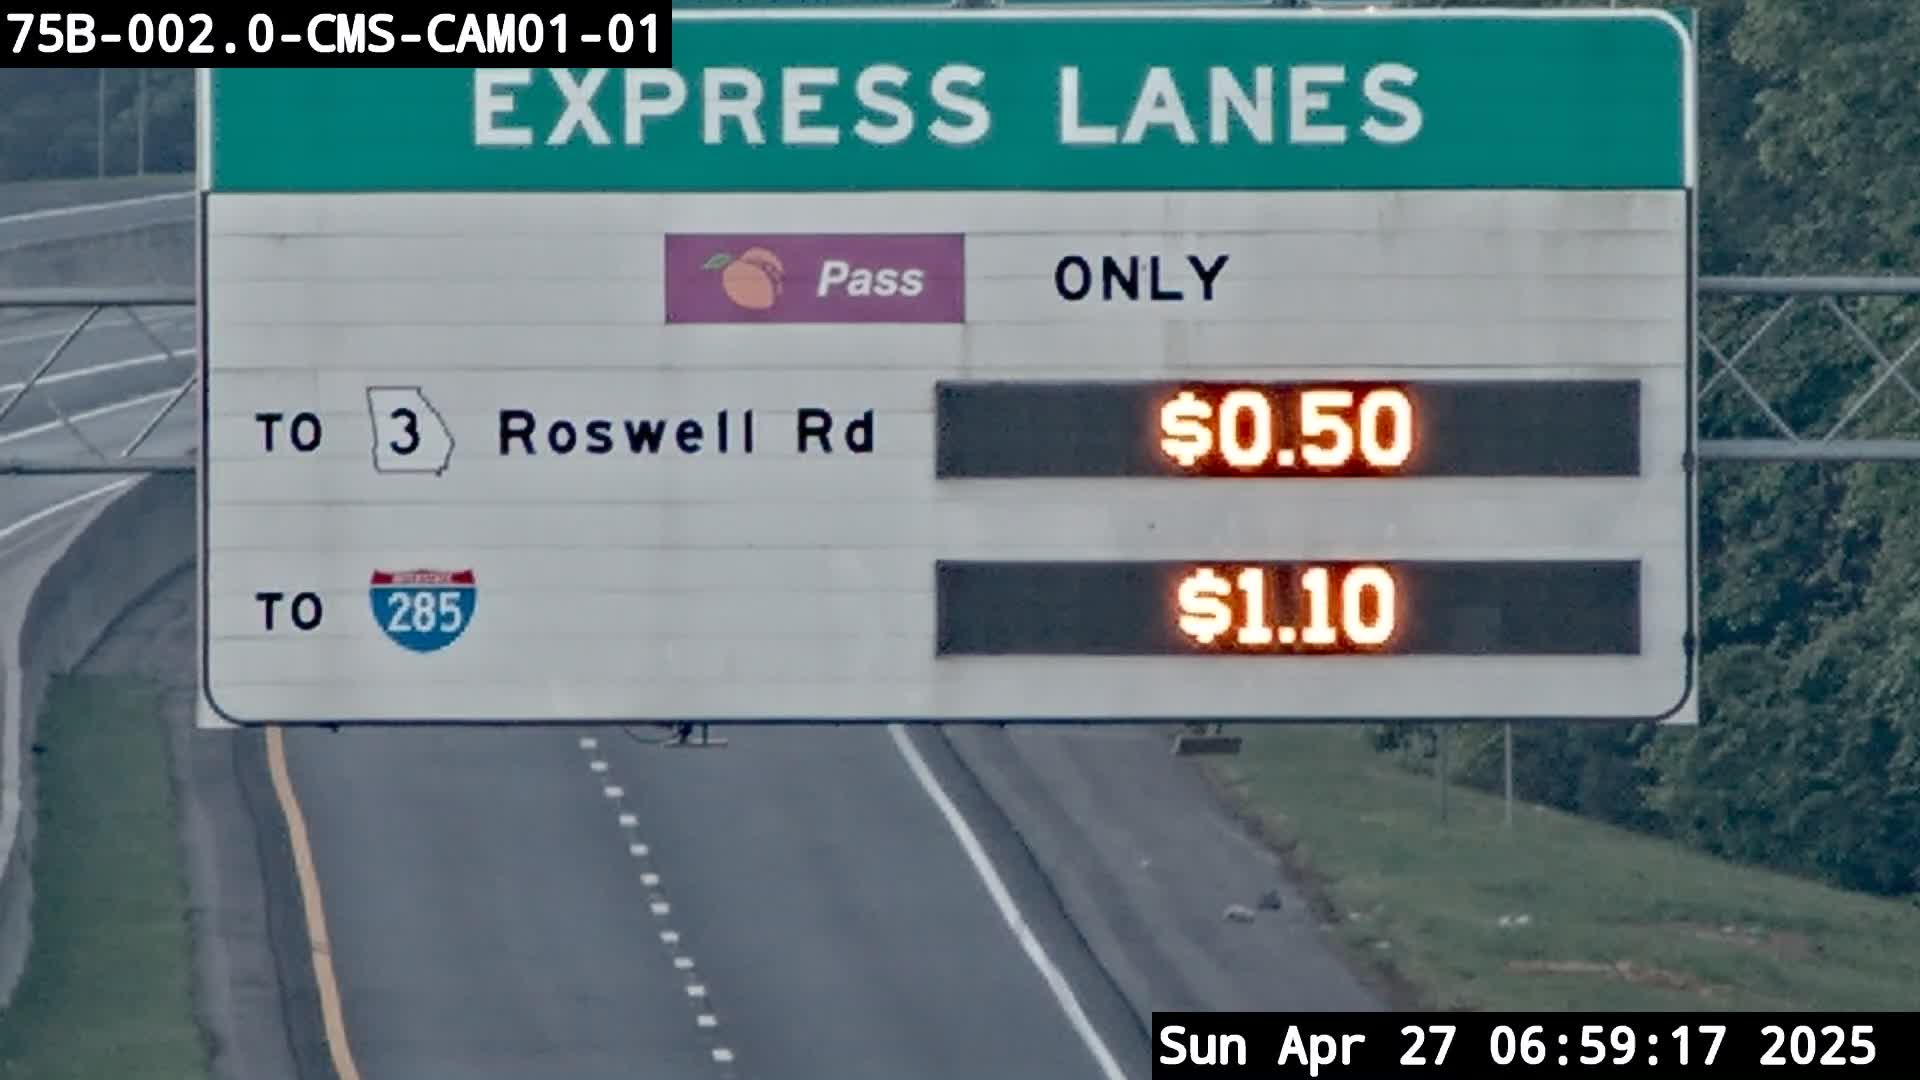 75B-002.0-CMS-CAM01-01
EXPRESS LANES
Pass ONLY
TO 3 Roswell Rd $0.50
TO 285 $1.10
Sun Apr 27 06:59:17 2025